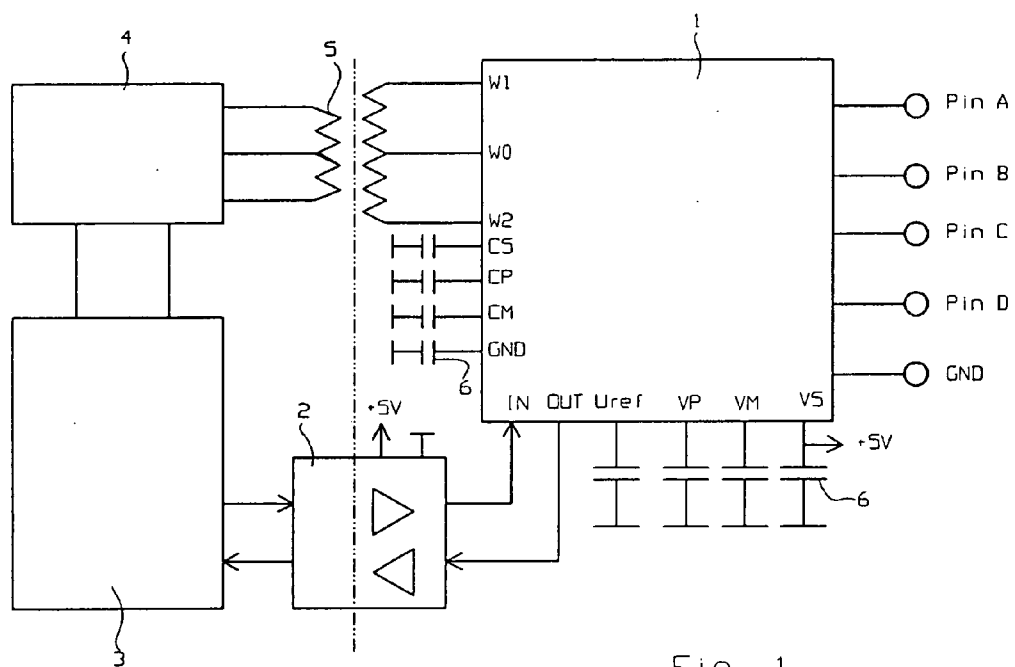 4
5
1
W1
W0
W2
CS
CP
CM
GND
6
Pin A
Pin B
Pin C
Pin D
GND
IN OUT Uref VP VM VS
+5V
+5V
2
6
3
Fig. 1